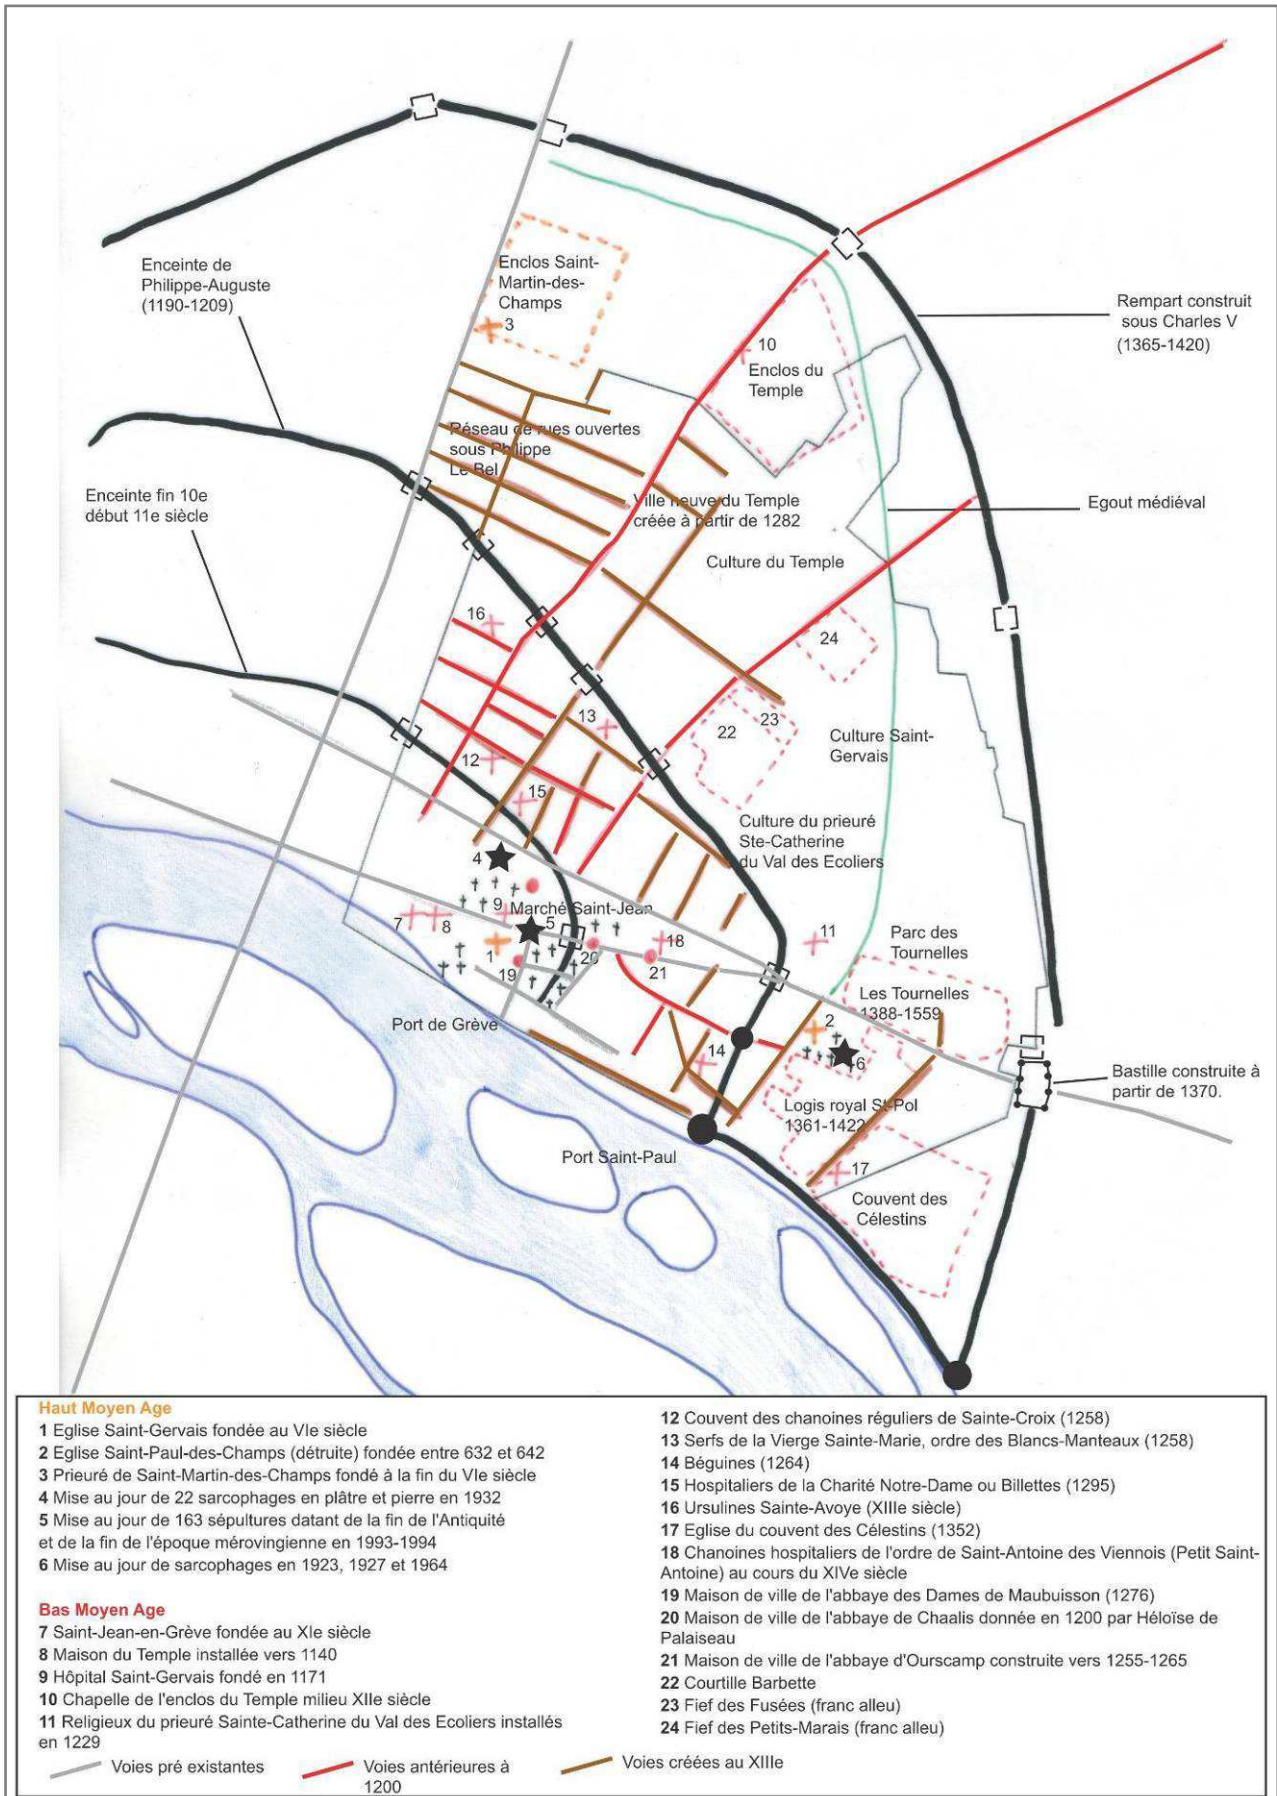 Enclos Saint-
Martin-des-
Champs
3
Enceinte de
Philippe-Auguste
(1190-1209)
Rempart construit
sous Charles V
(1365-1420)
10
Enclos du
Temple
Réseau de rues ouvertes
sous Philippe
Le Bel
Enceinte fin 10e
début 11e siècle
Ville neuve du Temple
créée à partir de 1282
Egout médiéval
Culture du Temple
16
24
13
22
23
Culture Saint-
Gervais
12
15
Culture du prieuré
Ste-Catherine
du Val des Ecoliers
4
9
Marché Saint-Jean
7
8
5
18
11
Parc des
Tournelles
1
20
19
21
Les Tournelles
1388-1559
Port de Grève
2
14
6
Bastille construite à
partir de 1370.
Logis royal St-Pol
1361-1422
Port Saint-Paul
17
Couvent des
Célestins
Haut Moyen Age
1 Eglise Saint-Gervais fondée au VIe siècle
2 Eglise Saint-Paul-des-Champs (détruite) fondée entre 632 et 642
3 Prieuré de Saint-Martin-des-Champs fondé à la fin du VIe siècle
4 Mise au jour de 22 sarcophages en plâtre et pierre en 1932
5 Mise au jour de 163 sépultures datant de la fin de l'Antiquité
et de la fin de l'époque mérovingienne en 1993-1994
6 Mise au jour de sarcophages en 1923, 1927 et 1964
Bas Moyen Age
7 Saint-Jean-en-Grève fondée au XIe siècle
8 Maison du Temple installée vers 1140
9 Hôpital Saint-Gervais fondé en 1171
10 Chapelle de l'enclos du Temple milieu XIIe siècle
11 Religieux du prieuré Sainte-Catherine du Val des Ecoliers installés
en 1229
12 Couvent des chanoines réguliers de Sainte-Croix (1258)
13 Serfs de la Vierge Sainte-Marie, ordre des Blancs-Manteaux (1258)
14 Béguines (1264)
15 Hospitaliers de la Charité Notre-Dame ou Billettes (1295)
16 Ursulines Sainte-Avoye (XIIIe siècle)
17 Eglise du couvent des Célestins (1352)
18 Chanoines hospitaliers de l'ordre de Saint-Antoine des Viennois (Petit Saint-
Antoine) au cours du XIVe siècle
19 Maison de ville de l'abbaye des Dames de Maubuisson (1276)
20 Maison de ville de l'abbaye de Chaalis donnée en 1200 par Héloïse de
Palaiseau
21 Maison de ville de l'abbaye d'Ourscamp construite vers 1255-1265
22 Courtille Barbette
23 Fief des Fusées (franc alleu)
24 Fief des Petits-Marais (franc alleu)
Voies pré existantes
Voies antérieures à
1200
Voies créées au XIIIe